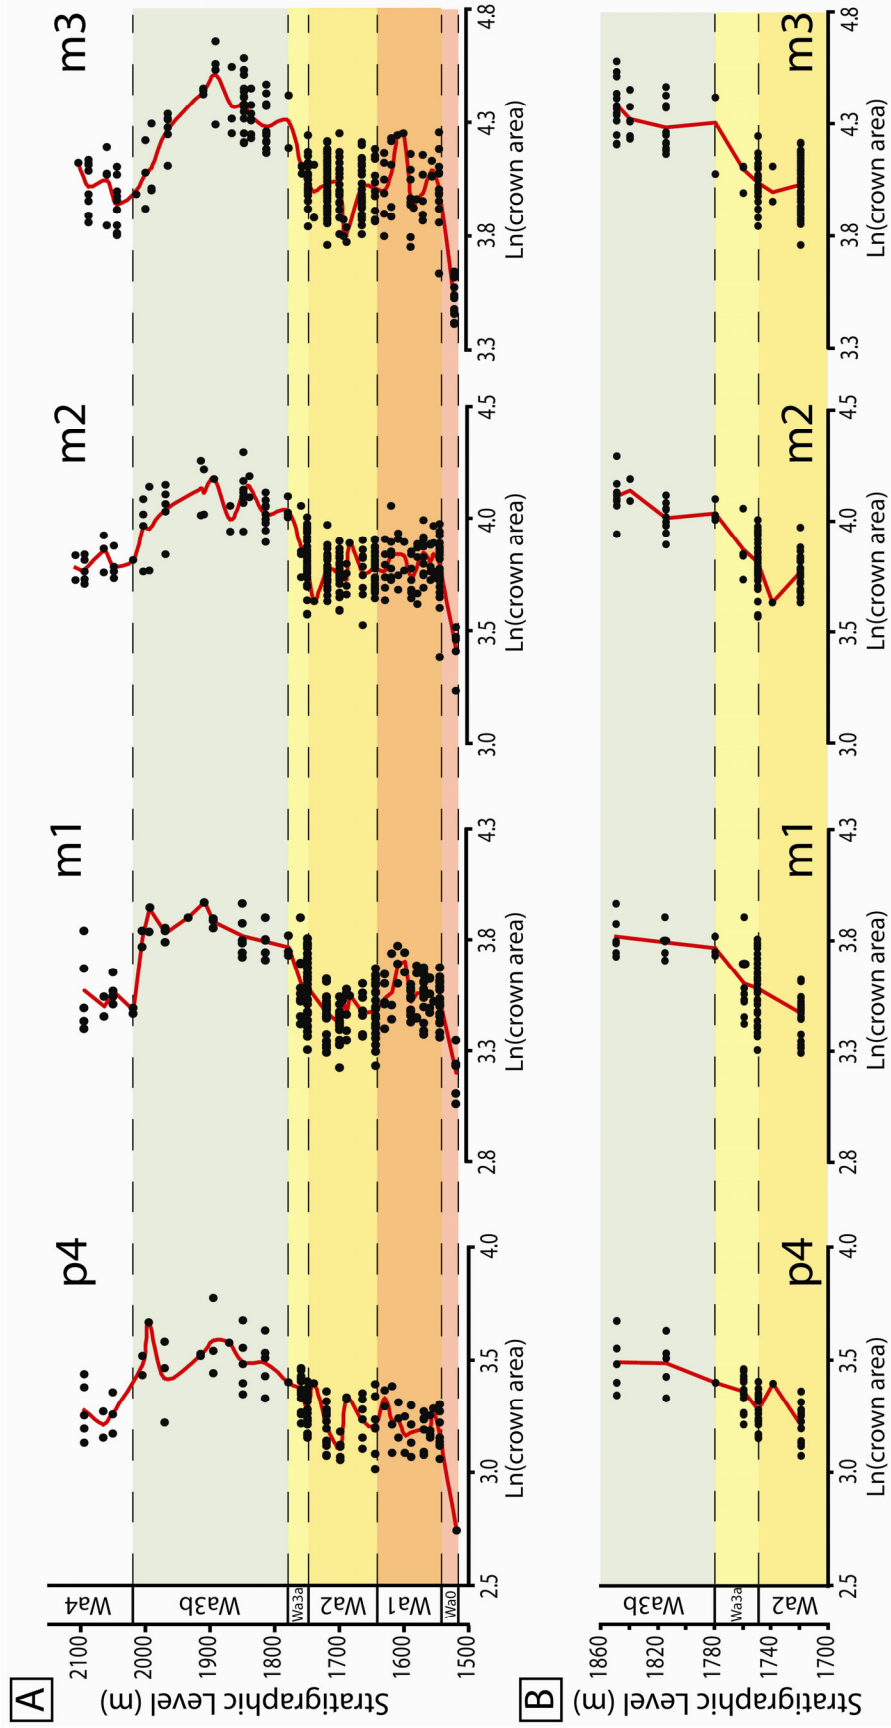 A
p4
m1
m2
m3
Stratigraphic Level (m)
2100
2000
1900
1800
1700
1600
1500
Wa4
Wa3b
Wa3a
Wa2
Wa1
Wa0
2.5 3.0 3.5 4.0
Ln(crown area)
2.8 3.3 3.8 4.3
Ln(crown area)
3.0 3.5 4.0 4.5
Ln(crown area)
3.3 3.8 4.3 4.8
Ln(crown area)
B
Stratigraphic Level (m)
1860
1820
1780
1740
1700
Wa3b
Wa3a
Wa2
p4
m1
m2
m3
2.5 3.0 3.5 4.0
Ln(crown area)
2.8 3.3 3.8 4.3
Ln(crown area)
3.0 3.5 4.0 4.5
Ln(crown area)
3.3 3.8 4.3 4.8
Ln(crown area)